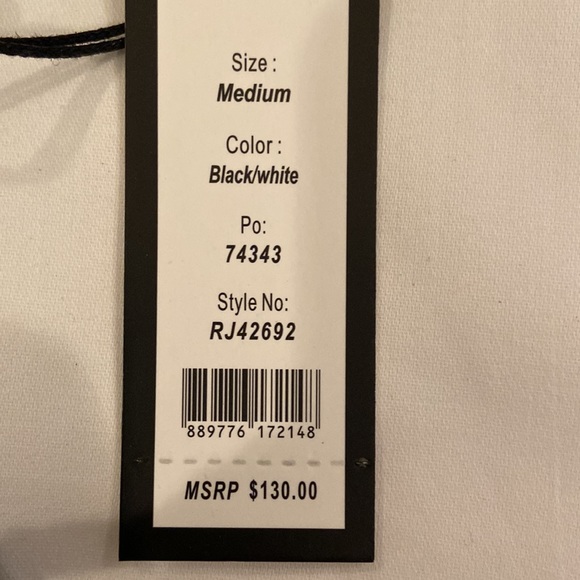 Size :
Medium
Color :
Black/white
Po:
74343
Style No:
RJ42692
889776 172148
MSRP $130.00